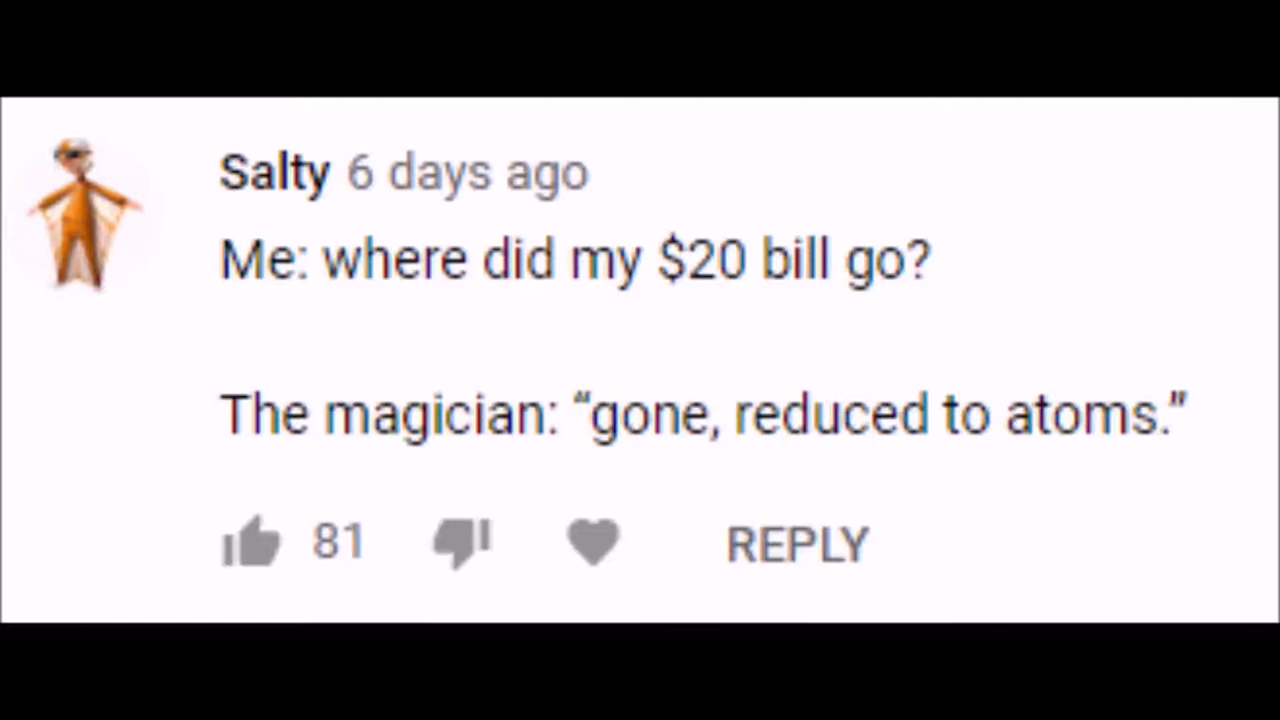 Salty 6 days ago
Me: where did my $20 bill go?
The magician: “gone, reduced to atoms.”
81 REPLY